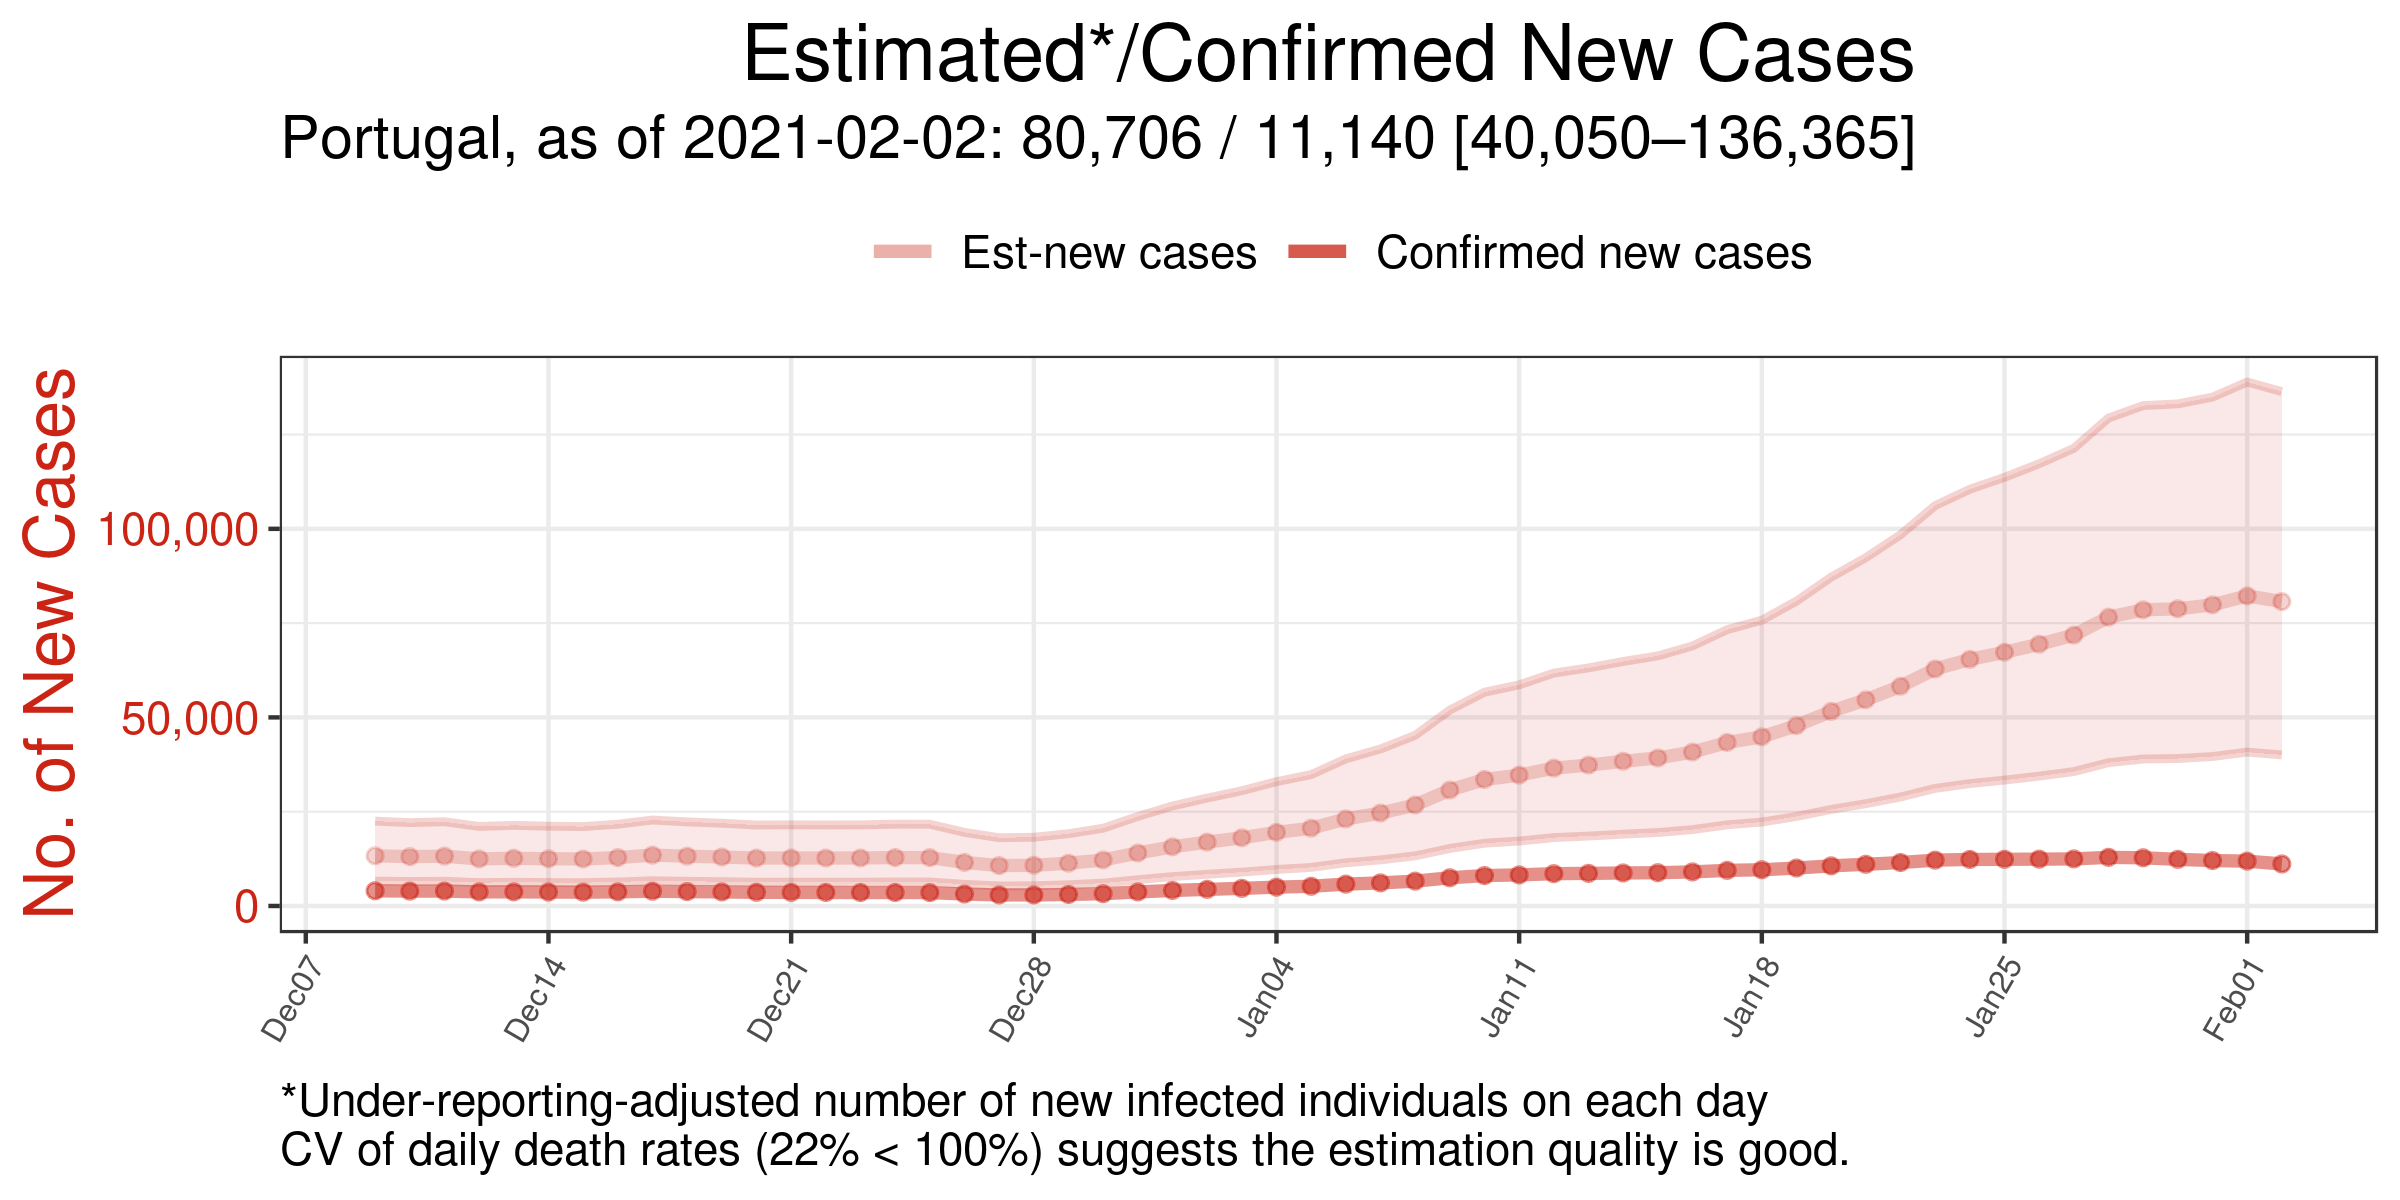 Estimated*/Confirmed New Cases
Portugal, as of 2021-02-02: 80,706 / 11,140 [40,050–136,365]
Est-new cases
Confirmed new cases
No. of New Cases
100,000
50,000
0
Dec07
Dec14
Dec21
Dec28
Jan04
Jan11
Jan18
Jan25
Feb01
*Under-reporting-adjusted number of new infected individuals on each day
CV of daily death rates (22% < 100%) suggests the estimation quality is good.